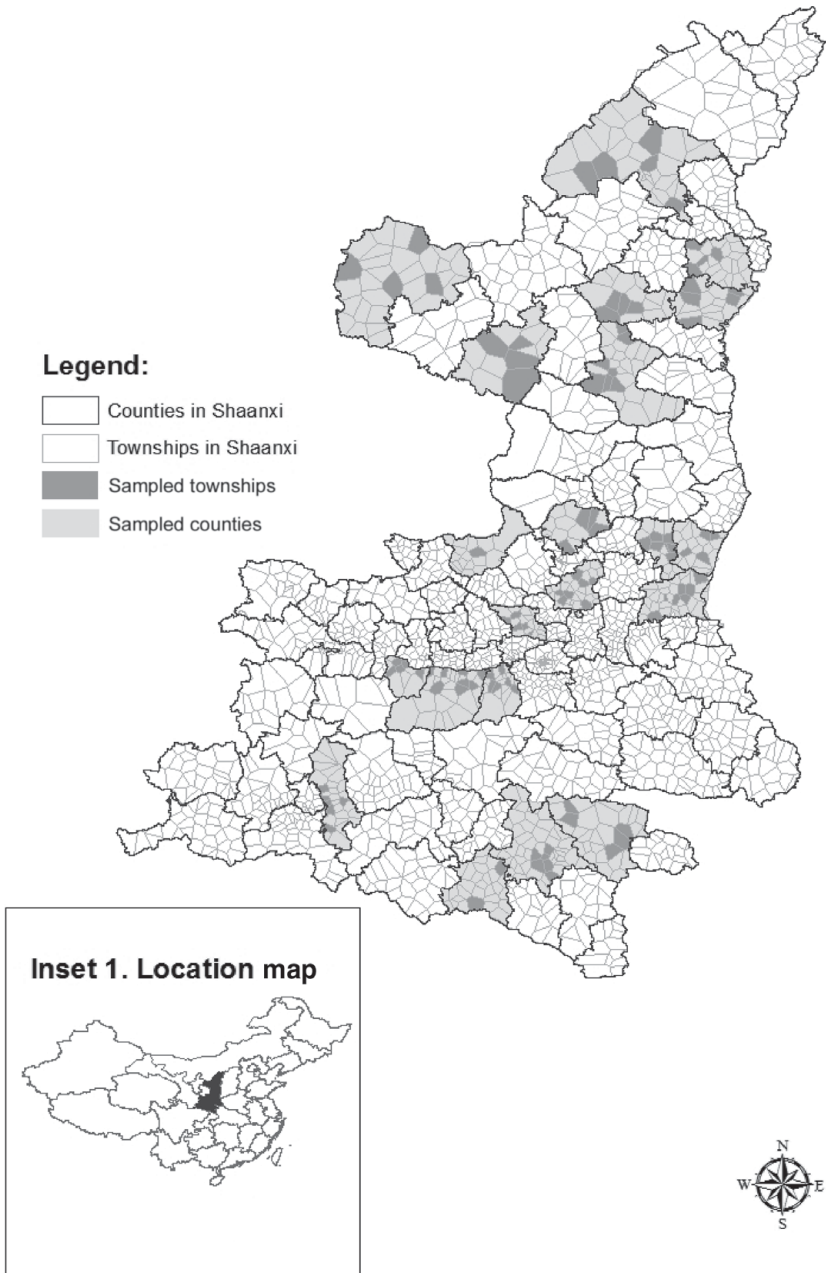 Legend:
Counties in Shaanxi
Townships in Shaanxi
Sampled townships
Sampled counties
Inset 1. Location map
N
W E
S